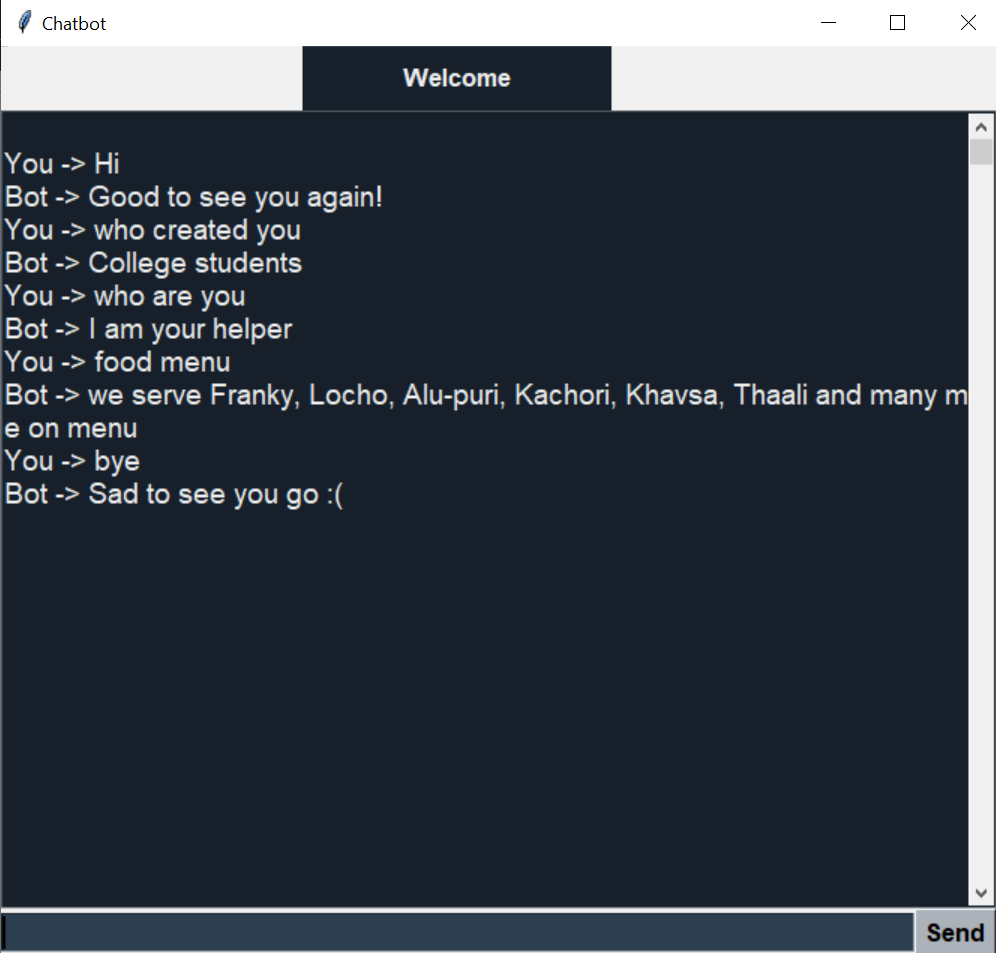 Chatbot
Welcome
You -> Hi
Bot -> Good to see you again!
You -> who created you
Bot -> College students
You -> who are you
Bot -> I am your helper
You -> food menu
Bot -> we serve Franky, Locho, Alu-puri, Kachori, Khavsa, Thaali and many m
e on menu
You -> bye
Bot -> Sad to see you go :(
Send